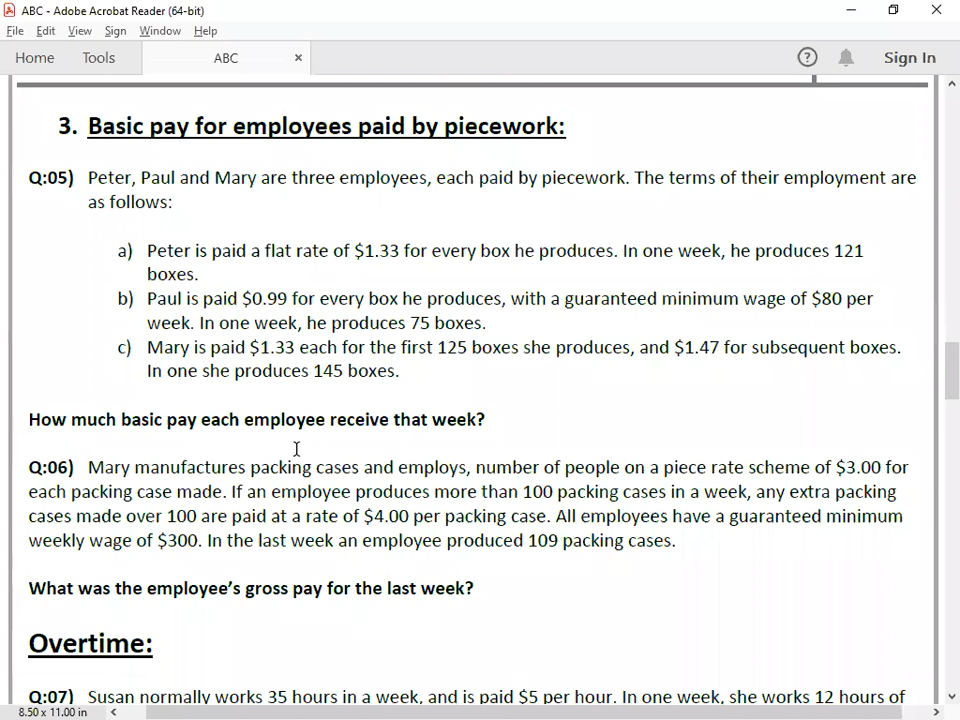 ABC - Adobe Acrobat Reader (64-bit)
File Edit View Sign Window Help
Home Tools ABC × ? Sign In
3. Basic pay for employees paid by piecework:
Q:05) Peter, Paul and Mary are three employees, each paid by piecework. The terms of their employment are
as follows:
a) Peter is paid a flat rate of $1.33 for every box he produces. In one week, he produces 121
boxes.
b) Paul is paid $0.99 for every box he produces, with a guaranteed minimum wage of $80 per
week. In one week, he produces 75 boxes.
c) Mary is paid $1.33 each for the first 125 boxes she produces, and $1.47 for subsequent boxes.
In one she produces 145 boxes.
How much basic pay each employee receive that week?
Q:06) Mary manufactures packing cases and employs, number of people on a piece rate scheme of $3.00 for
each packing case made. If an employee produces more than 100 packing cases in a week, any extra packing
cases made over 100 are paid at a rate of $4.00 per packing case. All employees have a guaranteed minimum
weekly wage of $300. In the last week an employee produced 109 packing cases.
What was the employee's gross pay for the last week?
Overtime:
Q:07) Susan normally works 35 hours in a week, and is paid $5 per hour. In one week, she works 12 hours of
8.50 x 11.00 in